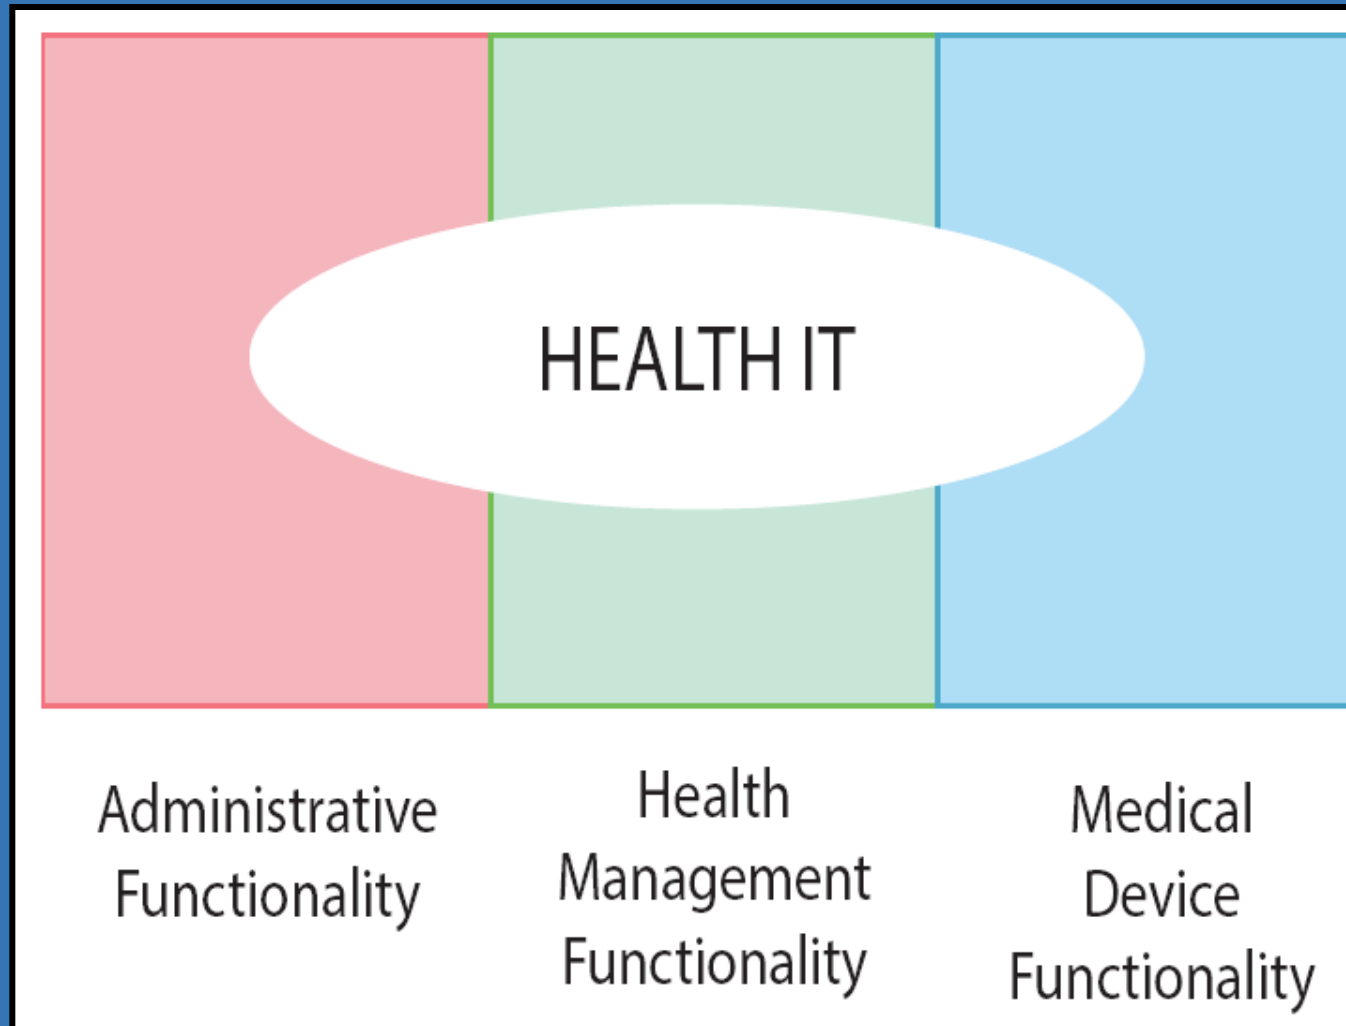 HEALTH IT
Administrative
Functionality
Health
Management
Functionality
Medical
Device
Functionality